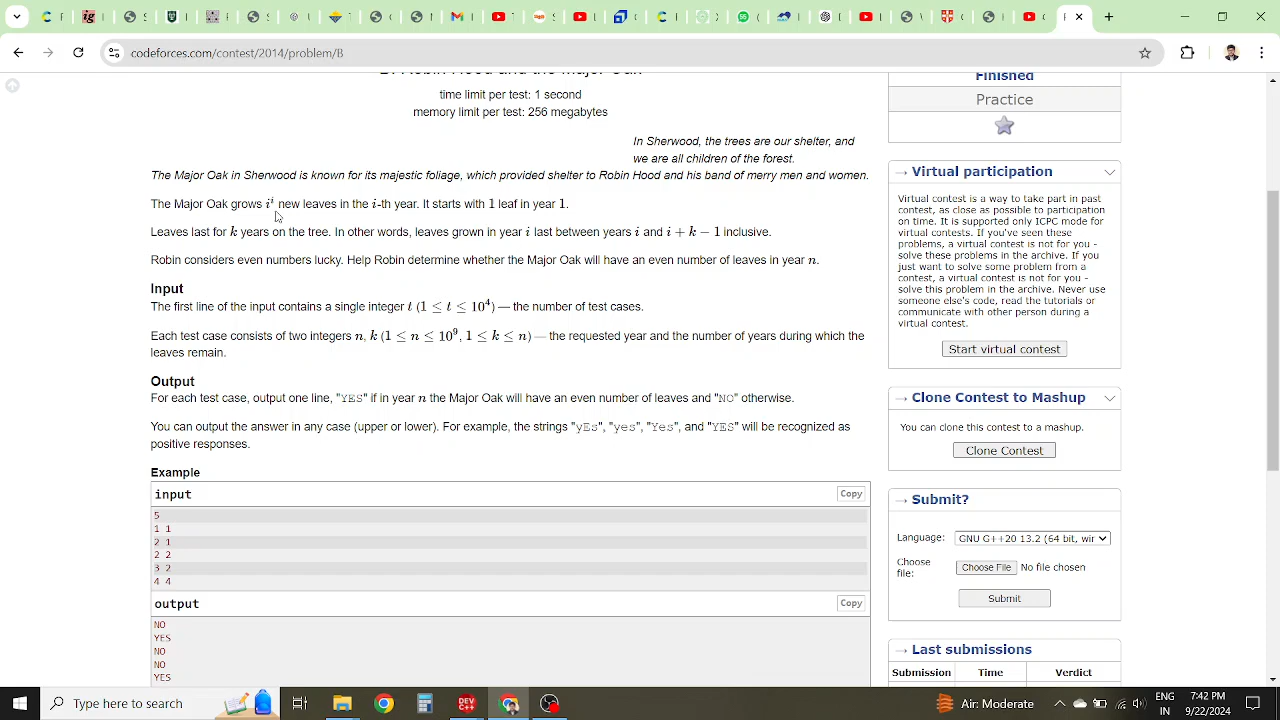 codeforces.com/contest/2014/problem/B
B. Robin Hood and the Major Oak
time limit per test: 1 second
memory limit per test: 256 megabytes
In Sherwood, the trees are our shelter, and
we are all children of the forest.
The Major Oak in Sherwood is known for its majestic foliage, which provided shelter to Robin Hood and his band of merry men and women.
The Major Oak grows i^i new leaves in the i-th year. It starts with 1 leaf in year 1.
Leaves last for k years on the tree. In other words, leaves grown in year i last between years i and i + k − 1 inclusive.
Robin considers even numbers lucky. Help Robin determine whether the Major Oak will have an even number of leaves in year n.
Input
The first line of the input contains a single integer t (1 ≤ t ≤ 10^4) — the number of test cases.
Each test case consists of two integers n, k (1 ≤ n ≤ 10^9, 1 ≤ k ≤ n) — the requested year and the number of years during which the
leaves remain.
Output
For each test case, output one line, "YES" if in year n the Major Oak will have an even number of leaves and "NO" otherwise.
You can output the answer in any case (upper or lower). For example, the strings "yEs", "yes", "Yes", and "YES" will be recognized as
positive responses.
Example
input
Copy
5
1 1
2 1
2 2
3 2
4 4
output
Copy
NO
YES
NO
NO
YES
Finished
Practice
→ Virtual participation
Virtual contest is a way to take part in past
contest, as close as possible to participation
on time. It is supported only ICPC mode for
virtual contests. If you've seen these
problems, a virtual contest is not for you -
solve these problems in the archive. If you
just want to solve some problem from a
contest, a virtual contest is not for you -
solve this problem in the archive. Never use
someone else's code, read the tutorials or
communicate with other person during a
virtual contest.
Start virtual contest
→ Clone Contest to Mashup
You can clone this contest to a mashup.
Clone Contest
→ Submit?
Language: GNU G++20 13.2 (64 bit, wir
Choose
file:
Choose File No file chosen
Submit
→ Last submissions
Submission Time Verdict
Type here to search
DEV
Air: Moderate
ENG
IN
7:42 PM
9/22/2024